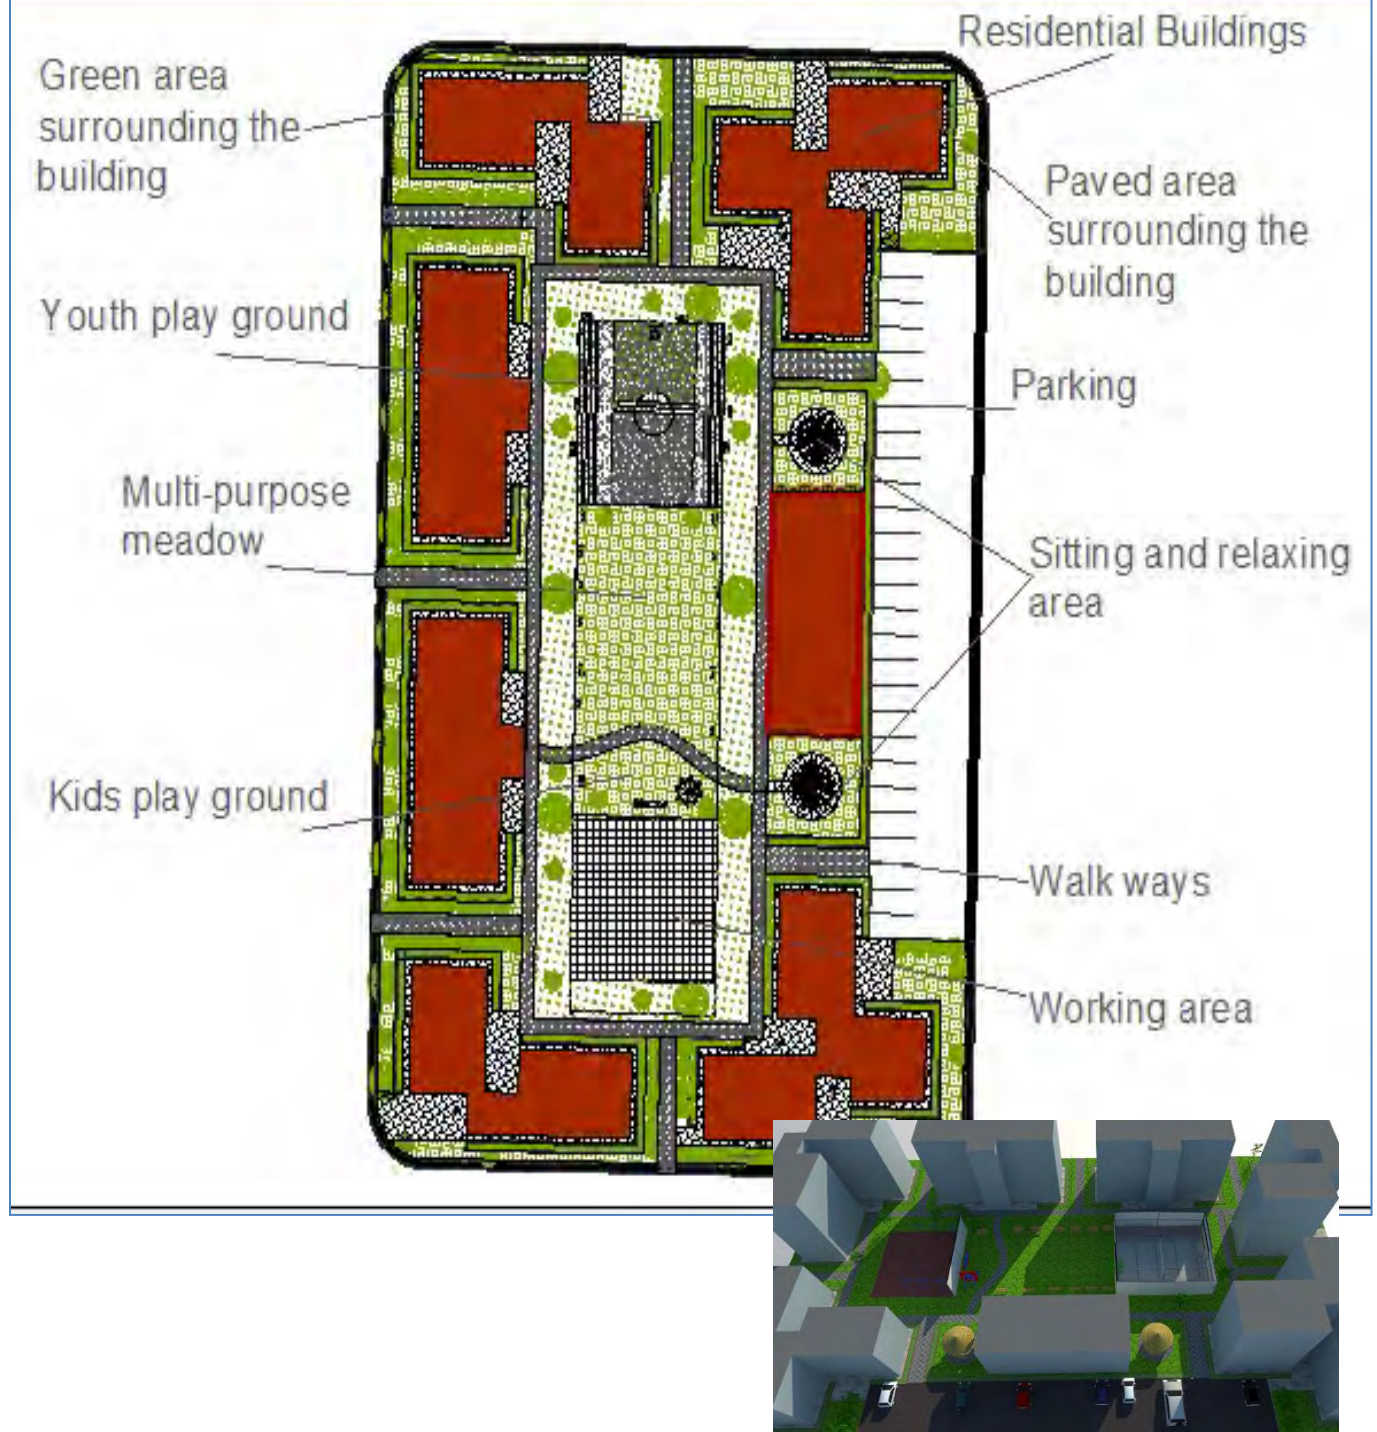 Residential Buildings
Green area
surrounding the
building
Paved area
surrounding the
building
Youth play ground
Parking
Multi-purpose
meadow
Sitting and relaxing
area
Kids play ground
Walk ways
Working area